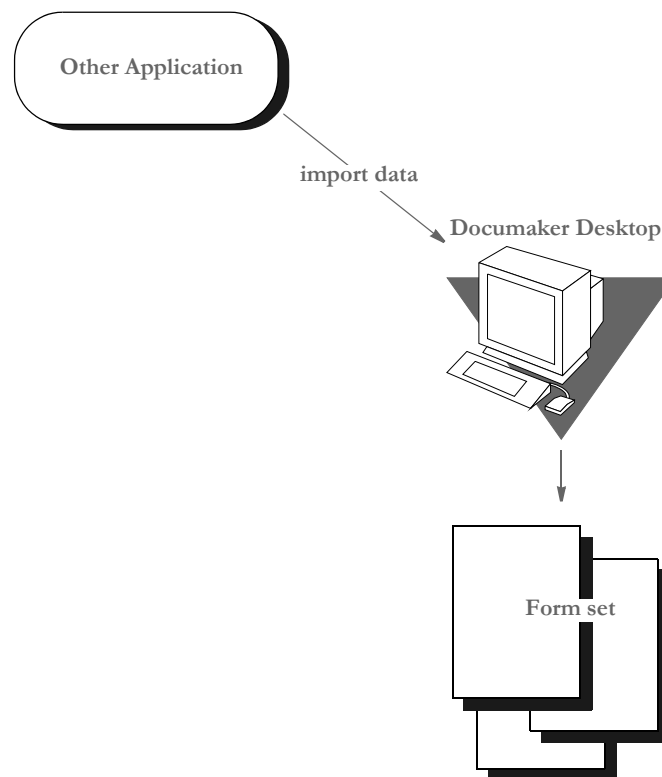 Other Application
import data
Documaker Desktop
Form set